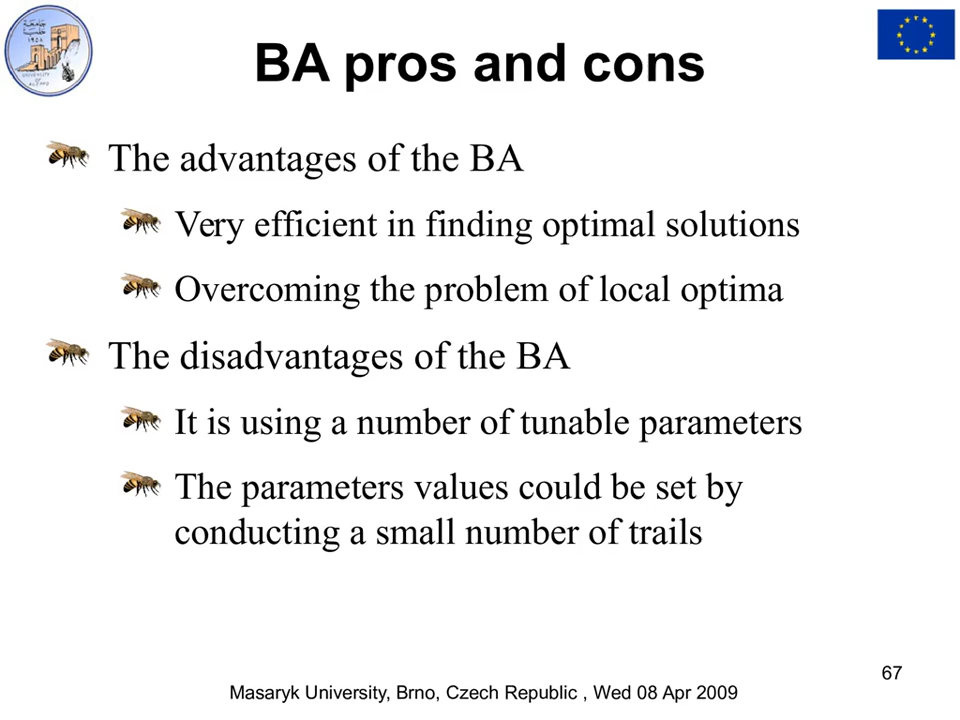 BA pros and cons
The advantages of the BA
Very efficient in finding optimal solutions
Overcoming the problem of local optima
The disadvantages of the BA
It is using a number of tunable parameters
The parameters values could be set by
conducting a small number of trails
67
Masaryk University, Brno, Czech Republic , Wed 08 Apr 2009